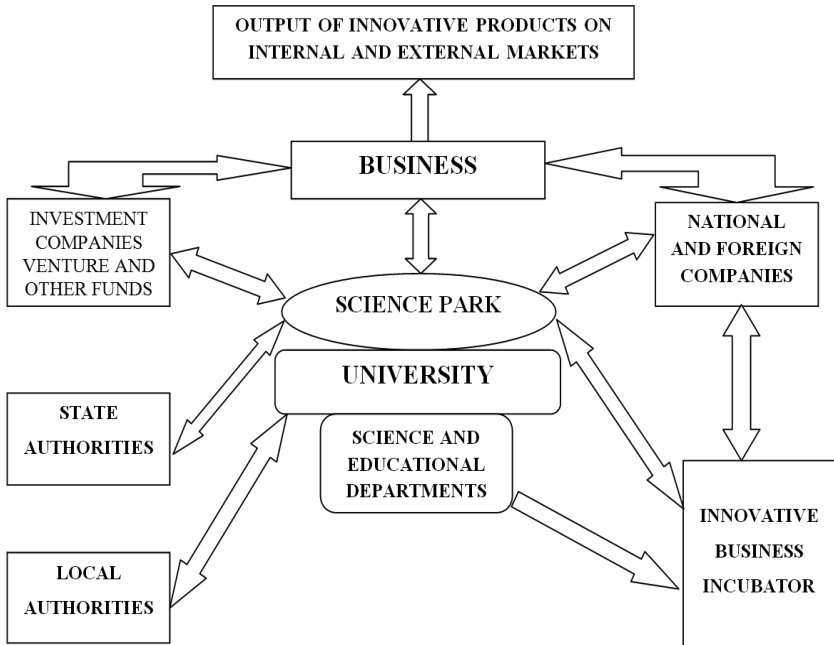 OUTPUT OF INNOVATIVE PRODUCTS ON
INTERNAL AND EXTERNAL MARKETS
BUSINESS
INVESTMENT
COMPANIES
VENTURE AND
OTHER FUNDS
NATIONAL
AND FOREIGN
COMPANIES
SCIENCE PARK
UNIVERSITY
STATE
AUTHORITIES
SCIENCE AND
EDUCATIONAL
DEPARTMENTS
LOCAL
AUTHORITIES
INNOVATIVE
BUSINESS
INCUBATOR